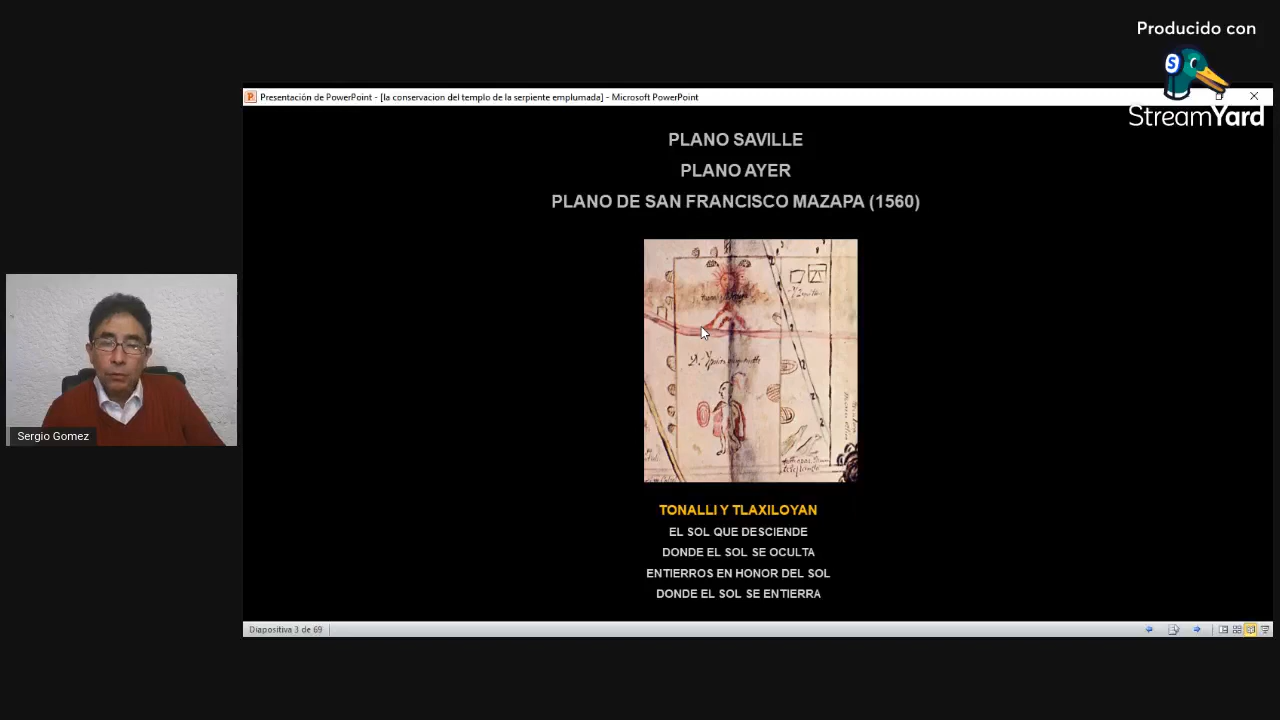 Producido con
StreamYard
Presentación de PowerPoint - [la conservacion del templo de la serpiente emplumada] - Microsoft PowerPoint
PLANO SAVILLE
PLANO AYER
PLANO DE SAN FRANCISCO MAZAPA (1560)
TONALLI Y TLAXILOYAN
EL SOL QUE DESCIENDE
DONDE EL SOL SE OCULTA
ENTIERROS EN HONOR DEL SOL
DONDE EL SOL SE ENTIERRA
Sergio Gomez
Diapositiva 3 de 69